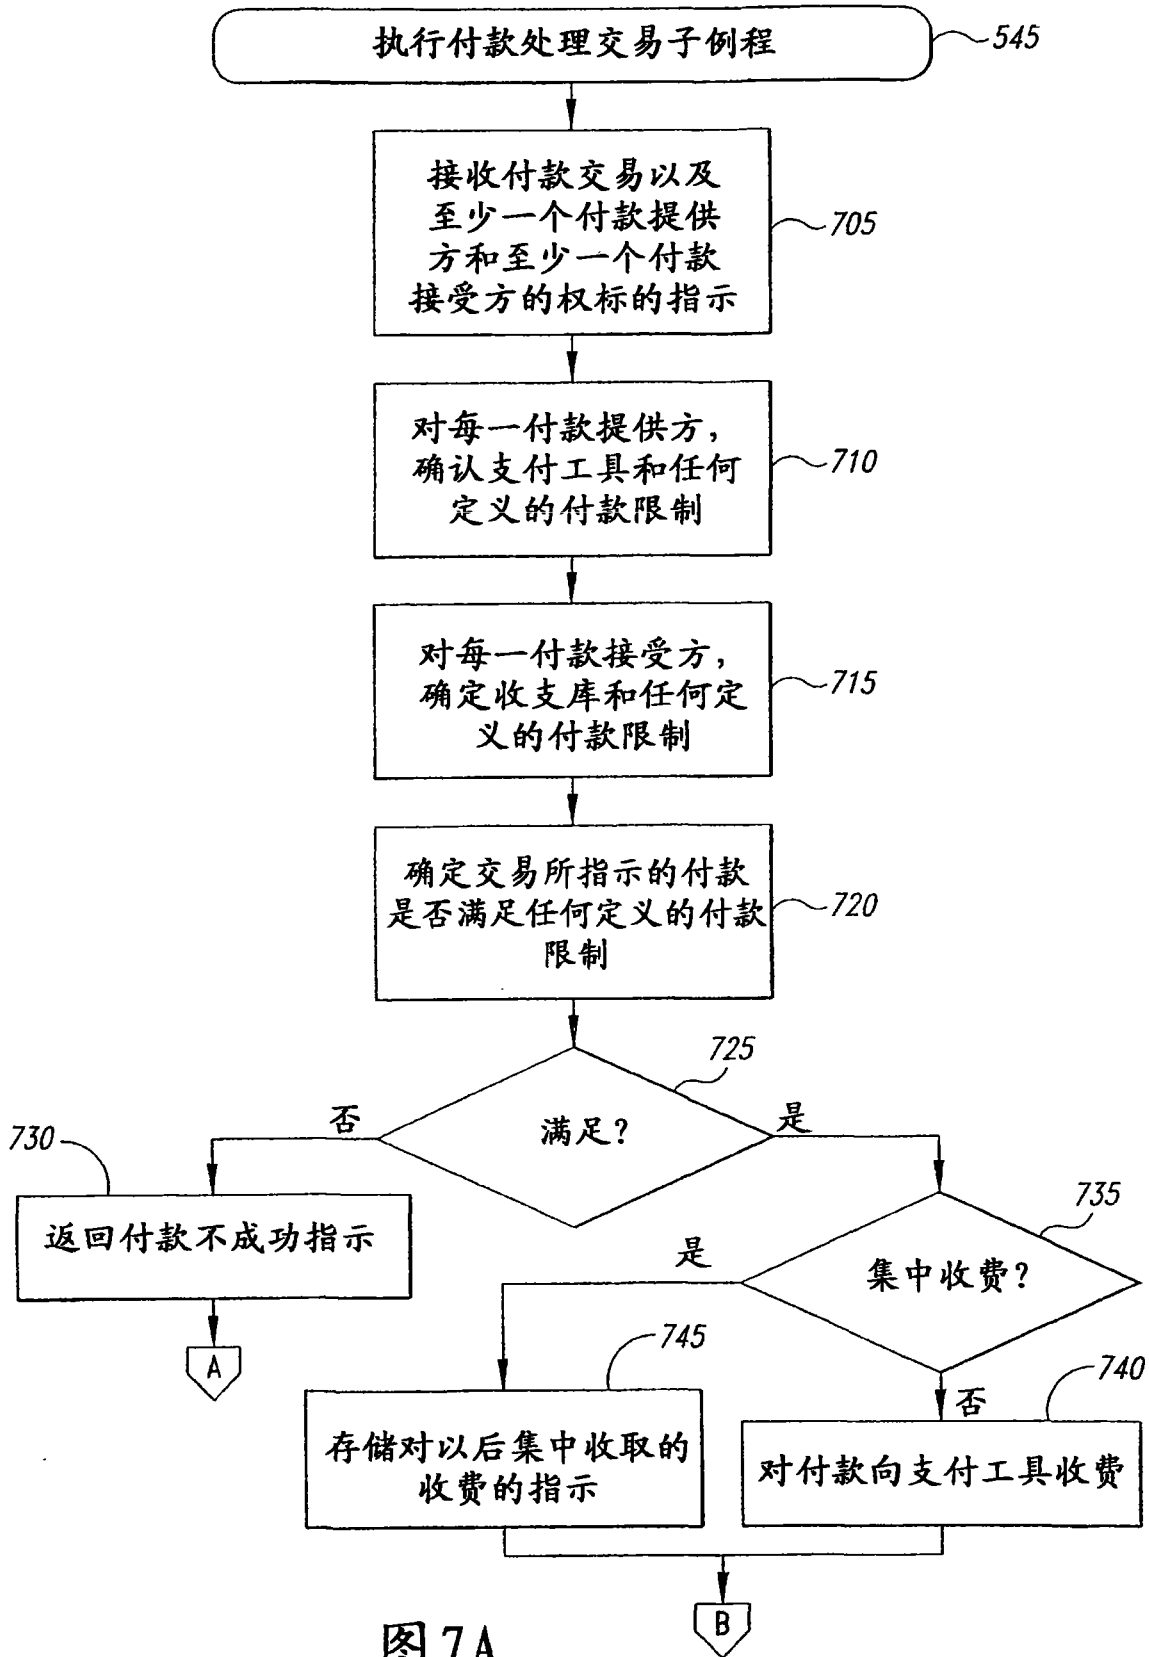 执行付款处理交易子例程
545
接收付款交易以及
至少一个付款提供
方和至少一个付款
接受方的权标的指示
705
对每一付款提供方，
确认支付工具和任何
定义的付款限制
710
对每一付款接受方，
确定收支库和任何定
义的付款限制
715
确定交易所指示的付款
是否满足任何定义的付款
限制
720
725
满足?
否
是
730
返回付款不成功指示
A
735
集中收费?
是
否
745
存储对以后集中收取的
收费的指示
740
对付款向支付工具收费
B
图 7A